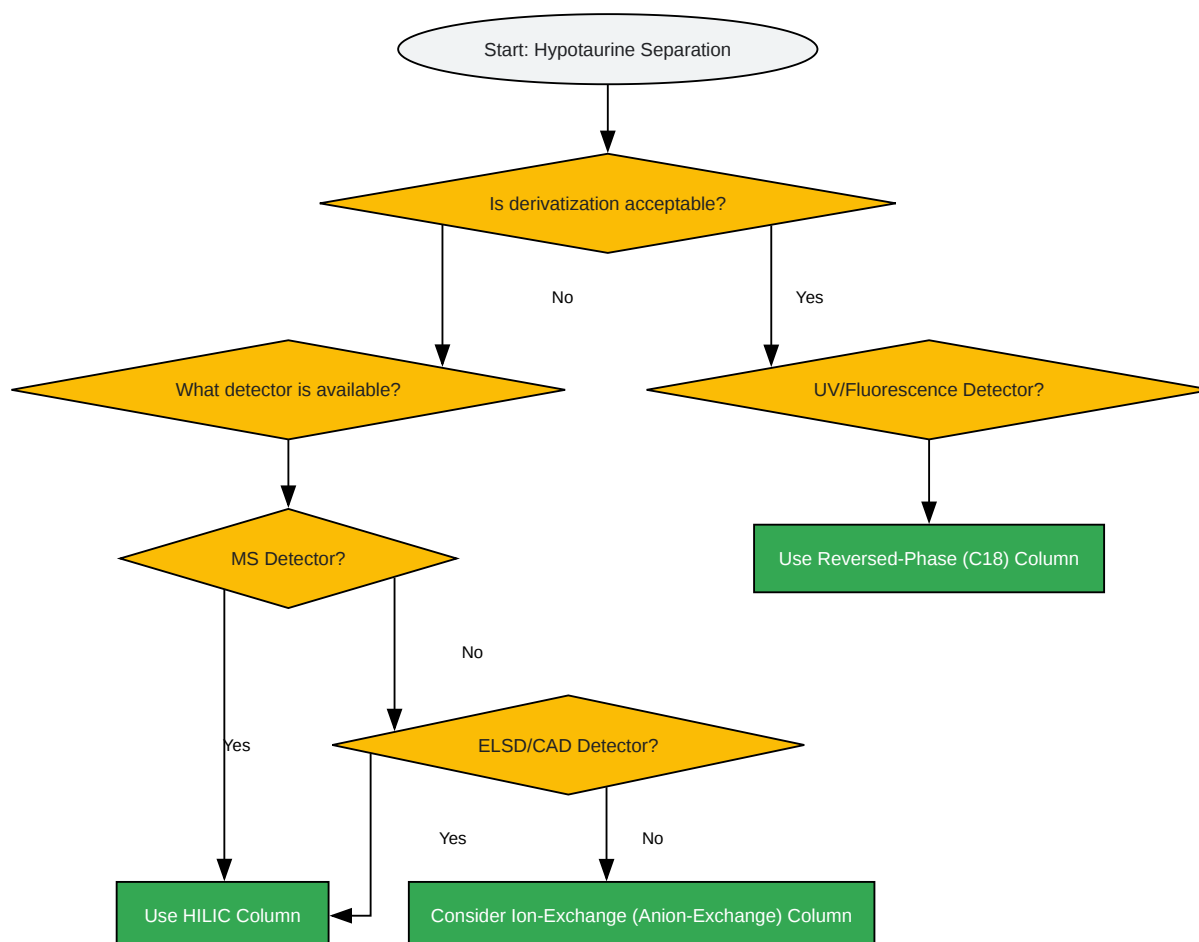 Start: Hypotaurine Separation
Is derivatization acceptable?
No
Yes
What detector is available?
UV/Fluorescence Detector?
MS Detector?
Use Reversed-Phase (C18) Column
No
Yes
ELSD/CAD Detector?
Yes
No
Use HILIC Column
Consider Ion-Exchange (Anion-Exchange) Column